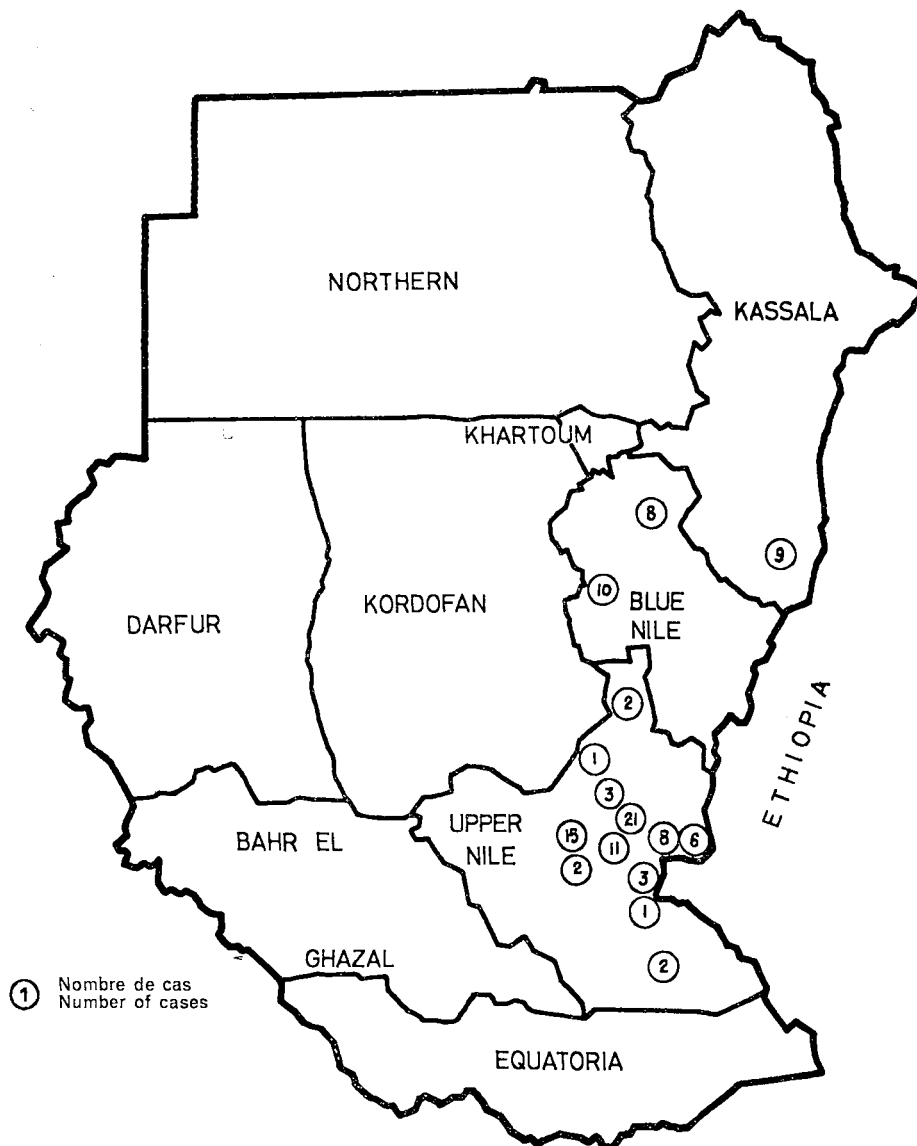 NORTHERN
KASSALA
KHARTOUM
8
9
10
DARFUR
KORDOFAN
BLUE
NILE
ETHIOPIA
2
1
3
21
UPPER
NILE
15
11
8
6
BAHR EL
2
3
1
GHAZAL
2
1 Nombre de cas
Number of cases
EQUATORIA